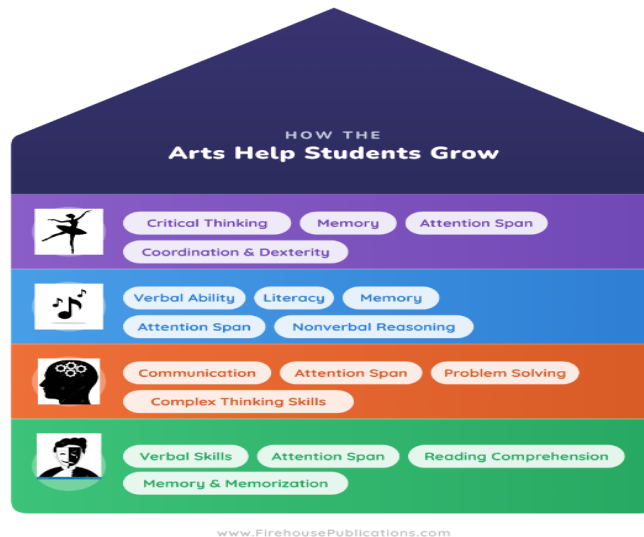 HOW THE
Arts Help Students Grow
Critical Thinking Memory Attention Span
Coordination & Dexterity
Verbal Ability Literacy Memory
Attention Span Nonverbal Reasoning
Communication Attention Span Problem Solving
Complex Thinking Skills
Verbal Skills Attention Span Reading Comprehension
Memory & Memorization
www.FirehousePublications.com